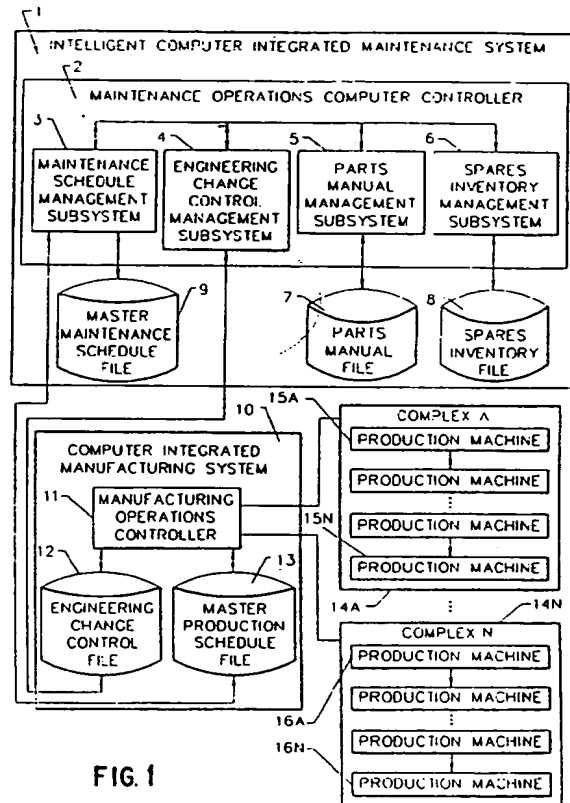 1
INTELLIGENT COMPUTER INTEGRATED MAINTENANCE SYSTEM
2
MAINTENANCE OPERATIONS COMPUTER CONTROLLER
3
MAINTENANCE
SCHEDULE
MANAGEMENT
SUBSYSTEM
4
ENGINEERING
CHANGE
CONTROL
MANAGEMENT
SUBSYSTEM
5
PARTS
MANUAL
MANAGEMENT
SUBSYSTEM
6
SPARES
INVENTORY
MANAGEMENT
SUBSYSTEM
9
MASTER
MAINTENANCE
SCHEDULE
FILE
7
PARTS
MANUAL
FILE
8
SPARES
INVENTORY
FILE
10
COMPUTER INTEGRATED
MANUFACTURING SYSTEM
11
MANUFACTURING
OPERATIONS
CONTROLLER
12
ENGINEERING
CHANGE
CONTROL
FILE
13
MASTER
PRODUCTION
SCHEDULE
FILE
15A
COMPLEX A
PRODUCTION MACHINE
PRODUCTION MACHINE
PRODUCTION MACHINE
15N
PRODUCTION MACHINE
14A
14N
COMPLEX N
PRODUCTION MACHINE
16A
PRODUCTION MACHINE
PRODUCTION MACHINE
16N
PRODUCTION MACHINE
FIG. 1